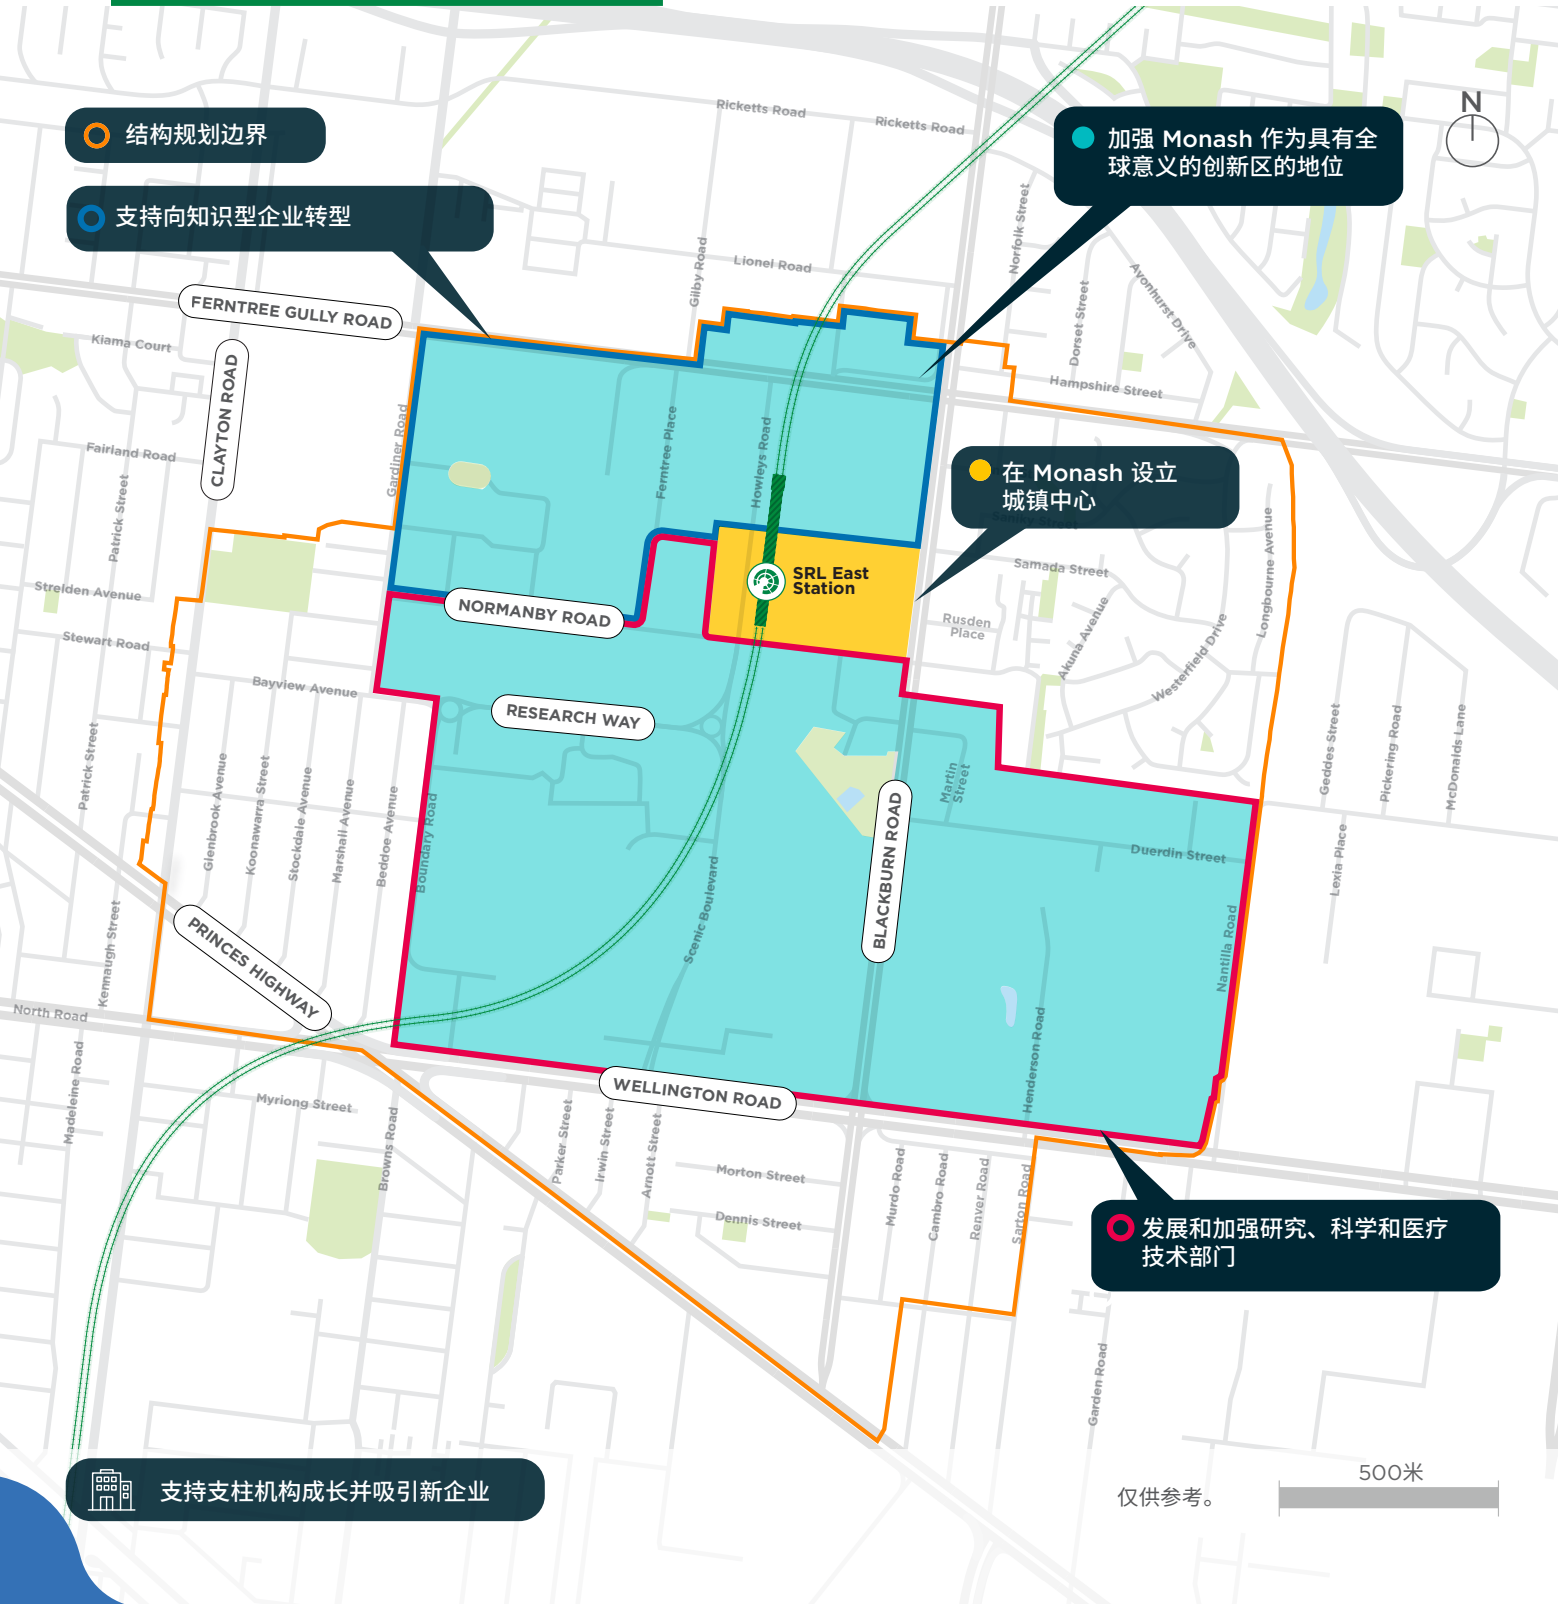 结构规划边界
支持向知识型企业转型
加强 Monash 作为具有全
球意义的创新区的地位
N
Ricketts Road
Ricketts Road
Norfolk Street
Gilby Road
Lionel Road
Avonhurst Drive
Dorset Street
FERNTREE GULLY ROAD
Kiama Court
CLAYTON ROAD
Hampshire Street
Gardiner Road
Ferntree Place
Howleys Road
Fairland Road
Patrick Street
在 Monash 设立
城镇中心
Longbourne Avenue
Samada Street
SRL East
Station
Strelden Avenue
NORMANBY ROAD
Rusden
Place
Akuna Avenue
Westerfield Drive
Stewart Road
Bayview Avenue
RESEARCH WAY
Patrick Street
Geddes Street
Pickering Road
McDonalds Lane
Martin
Street
Glenbrook Avenue
Koonawarra Street
Stockdale Avenue
Marshall Avenue
Beddoe Avenue
Boundary Road
BLACKBURN ROAD
Duerdin Street
Lexia Place
Scenic Boulevard
Nantilla Road
Kennaugh Street
PRINCES HIGHWAY
North Road
Madeleine Road
Henderson Road
WELLINGTON ROAD
Myriong Street
Browns Road
Parker Street
Irwin Street
Arnott Street
Morton Street
Dennis Street
Murdo Road
Cambro Road
Renver Road
Sarton Road
发展和加强研究、科学和医疗
技术部门
Garden Road
支持支柱机构成长并吸引新企业
仅供参考。
500米